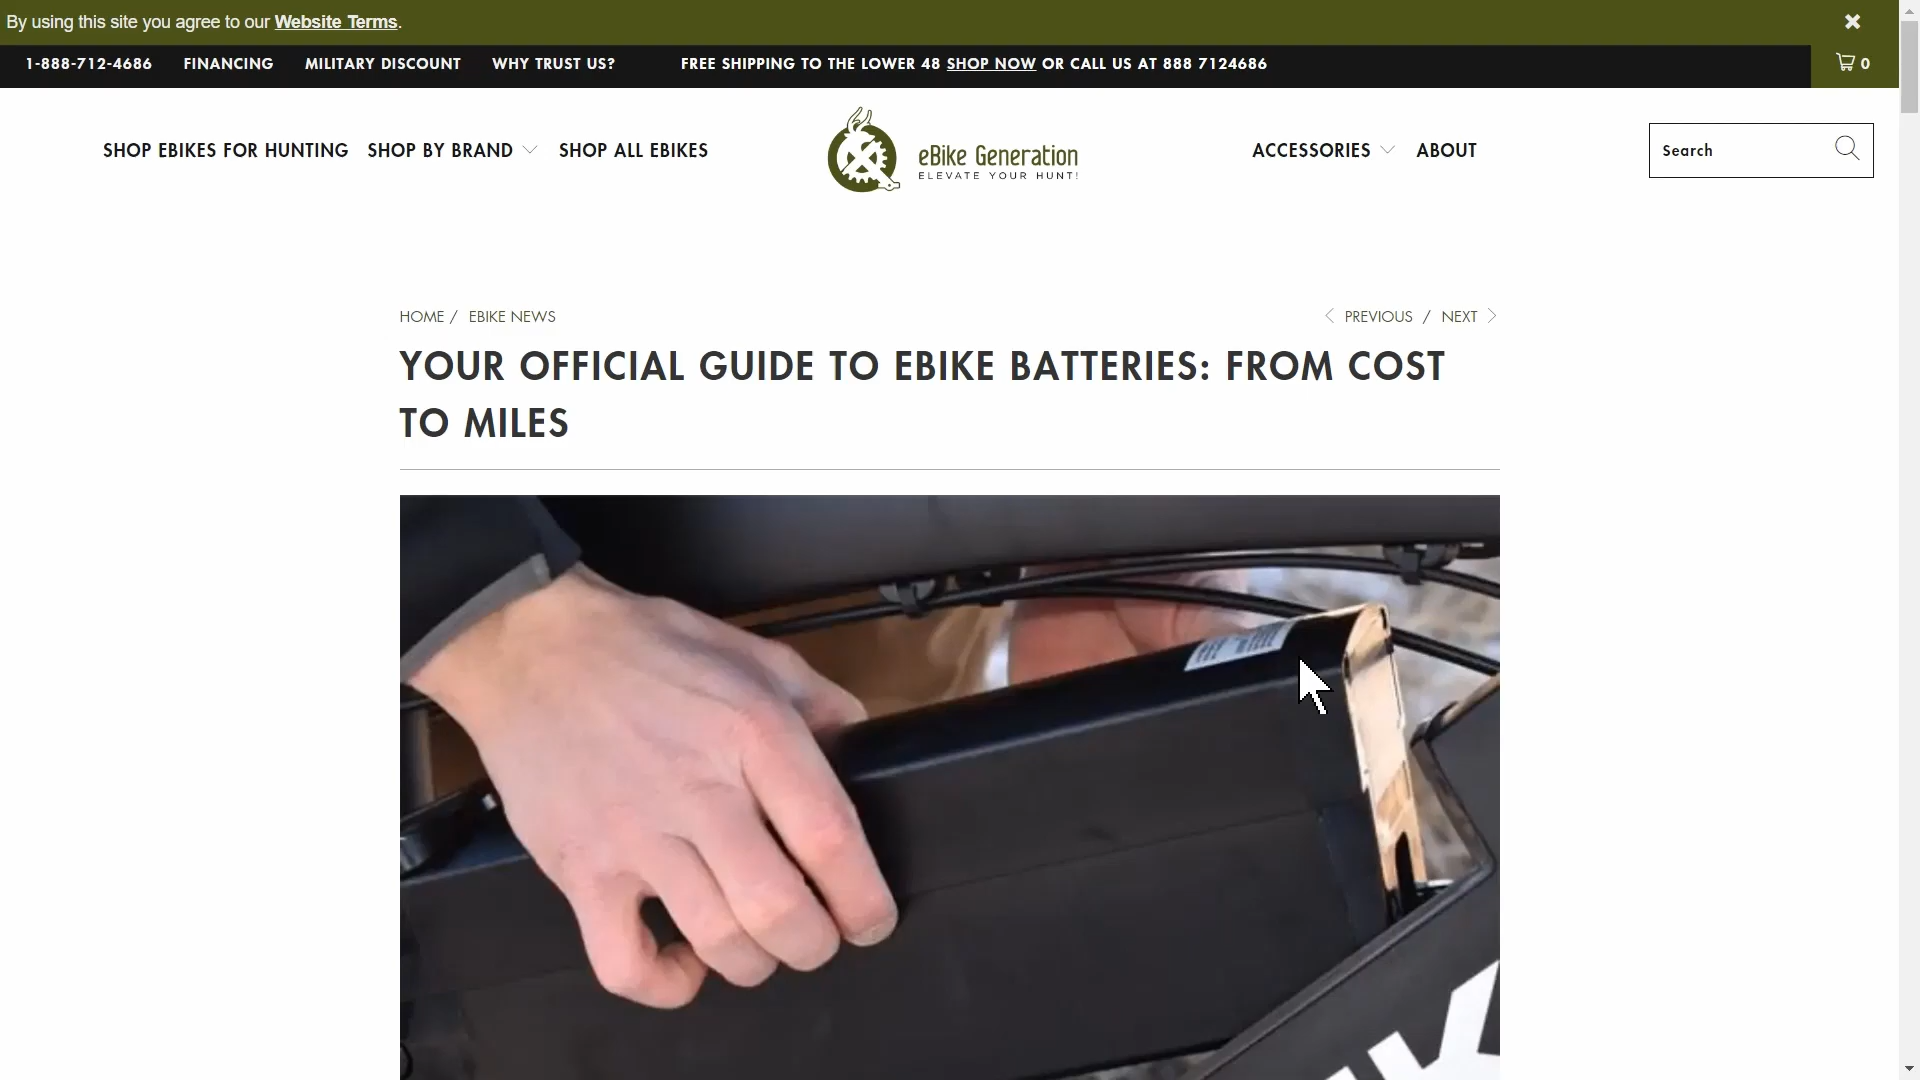 By using this site you agree to our Website Terms.
1-888-712-4686 FINANCING MILITARY DISCOUNT WHY TRUST US? FREE SHIPPING TO THE LOWER 48 SHOP NOW OR CALL US AT 888 7124686 0
SHOP EBIKES FOR HUNTING SHOP BY BRAND SHOP ALL EBIKES
eBike Generation
ELEVATE YOUR HUNT!
ACCESSORIES ABOUT
Search
HOME / EBIKE NEWS
PREVIOUS / NEXT
YOUR OFFICIAL GUIDE TO EBIKE BATTERIES: FROM COST
TO MILES